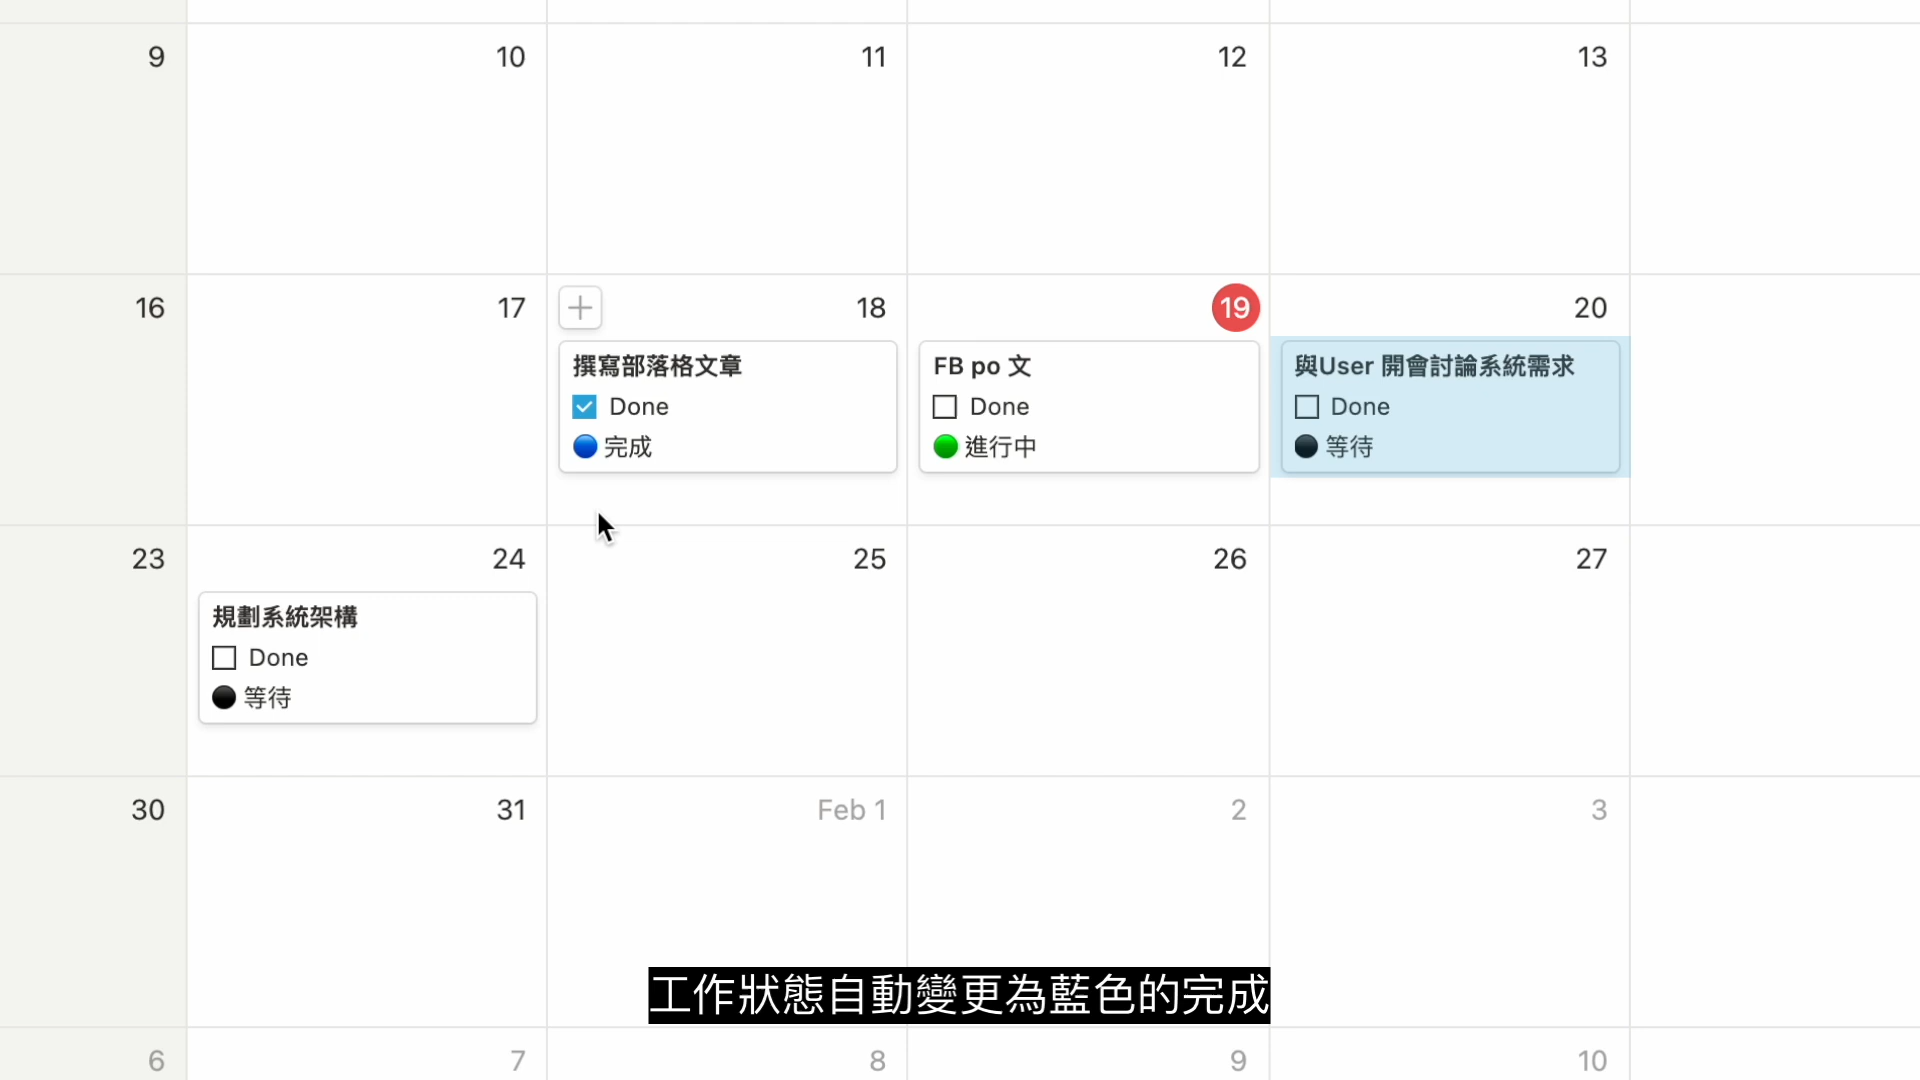 9
10
11
12
13
16
17
18
19
20
撰寫部落格文章
Done
完成
FB po 文
Done
進行中
與User 開會討論系統需求
Done
等待
23
24
25
26
27
規劃系統架構
Done
等待
30
31
Feb 1
2
3
工作狀態自動變更為藍色的完成
6
7
8
9
10